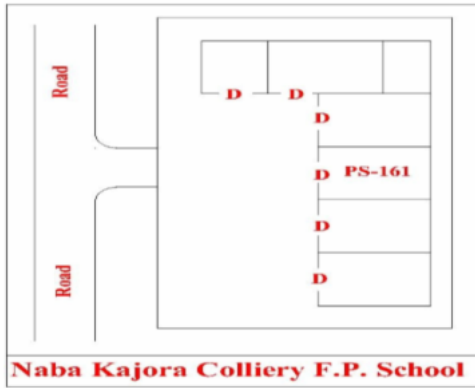 Road
D D
D
D PS-161
D
Road
D
Naba Kajora Colliery F.P. School